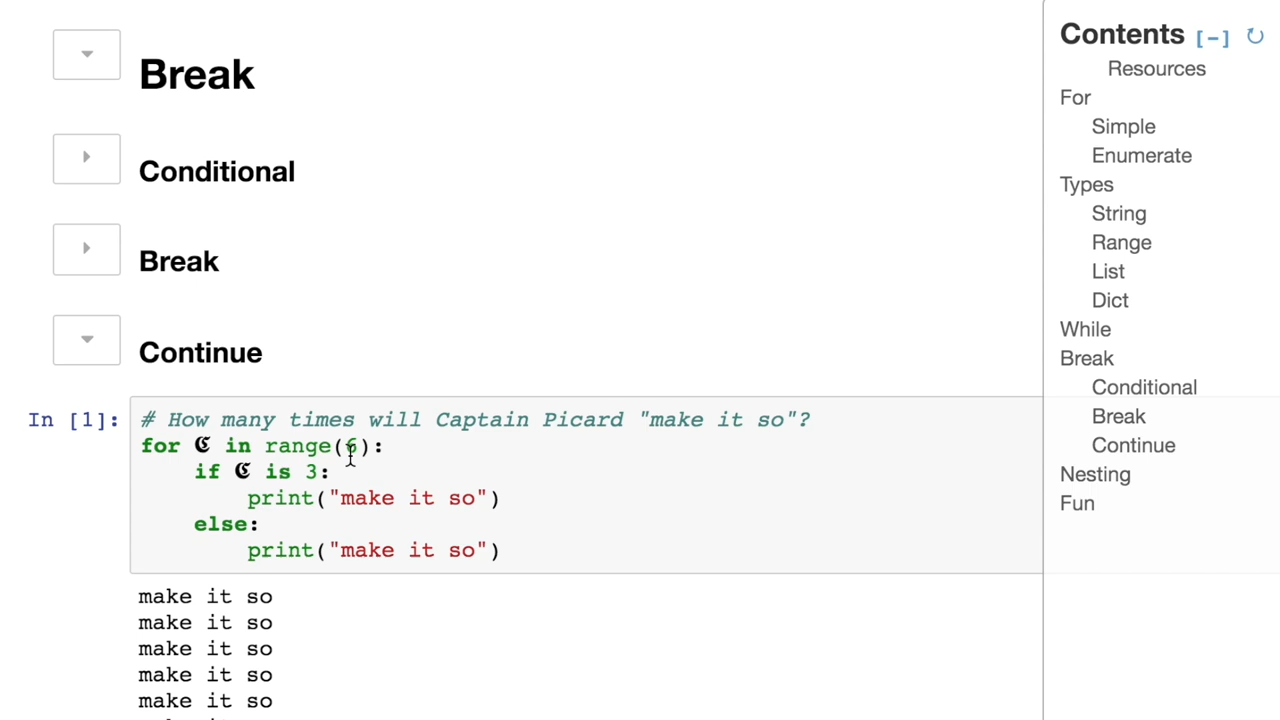 Break
Conditional
Break
Continue
In [1]:
# How many times will Captain Picard "make it so"?
for ℭ in range(6):
    if ℭ is 3:
        print("make it so")
    else:
        print("make it so")
make it so
make it so
make it so
make it so
make it so
Contents [-] ↻
Resources
For
Simple
Enumerate
Types
String
Range
List
Dict
While
Break
Conditional
Break
Continue
Nesting
Fun